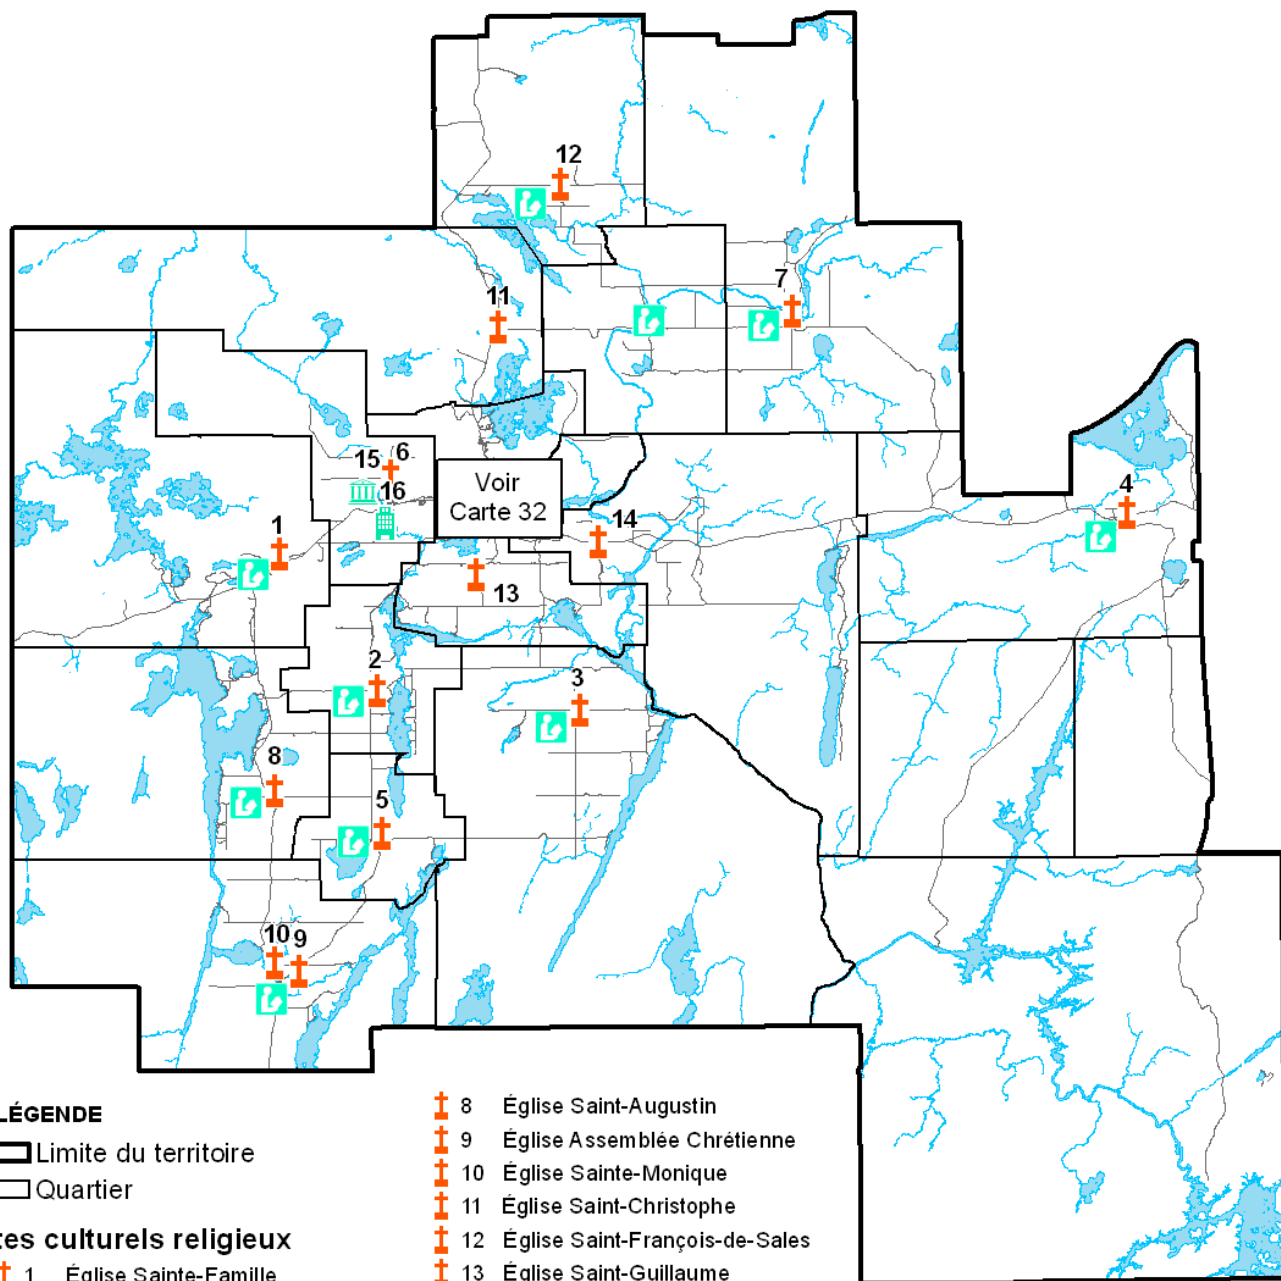 12
7
11
6
15
16
Voir
Carte 32
4
1
14
13
2
3
8
5
10
9
LÉGENDE
Limite du territoire
Quartier
culturels religieux
1 Église Sainte-Famille
8 Église Saint-Augustin
9 Église Assemblée Chrétienne
10 Église Sainte-Monique
11 Église Saint-Christophe
12 Église Saint-François-de-Sales
13 Église Saint-Guillaume